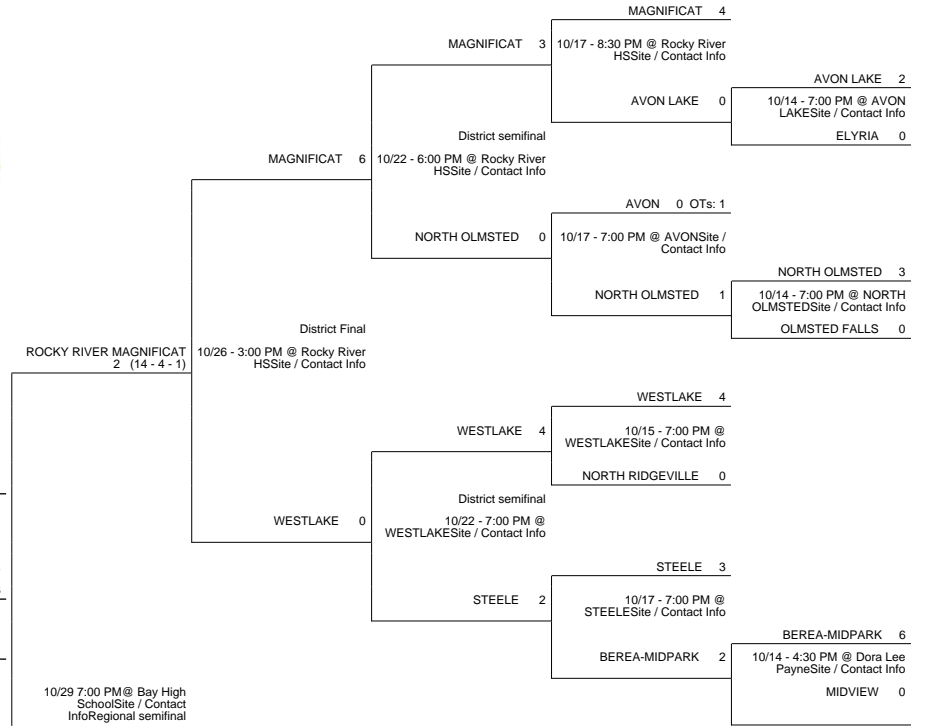 MAGNIFICAT 4
MAGNIFICAT 3
10/17 - 8:30 PM @ Rocky River
HSSite / Contact Info
AVON LAKE 2
AVON LAKE 0
10/14 - 7:00 PM @ AVON
LAKESite / Contact Info
ELYRIA 0
District semifinal
MAGNIFICAT 6
10/22 - 6:00 PM @ Rocky River
HSSite / Contact Info
AVON 0 OTs: 1
NORTH OLMSTED 0
10/17 - 7:00 PM @ AVONSite /
Contact Info
NORTH OLMSTED 3
NORTH OLMSTED 1
10/14 - 7:00 PM @ NORTH
OLMSTEDSite / Contact Info
OLMSTED FALLS 0
District Final
ROCKY RIVER MAGNIFICAT
2 (14 - 4 - 1)
10/26 - 3:00 PM @ Rocky River
HSSite / Contact Info
WESTLAKE 4
WESTLAKE 4
10/15 - 7:00 PM @
WESTLAKESite / Contact Info
NORTH RIDGEVILLE 0
District semifinal
WESTLAKE 0
10/22 - 7:00 PM @
WESTLAKESite / Contact Info
STEELE 3
STEELE 2
10/17 - 7:00 PM @
STEELESite / Contact Info
BEREA-MIDPARK 6
BEREA-MIDPARK 2
10/14 - 4:30 PM @ Dora Lee
PayneSite / Contact Info
MIDVIEW 0
10/29 7:00 PM@ Bay High
SchoolSite / Contact
InfoRegional semifinal